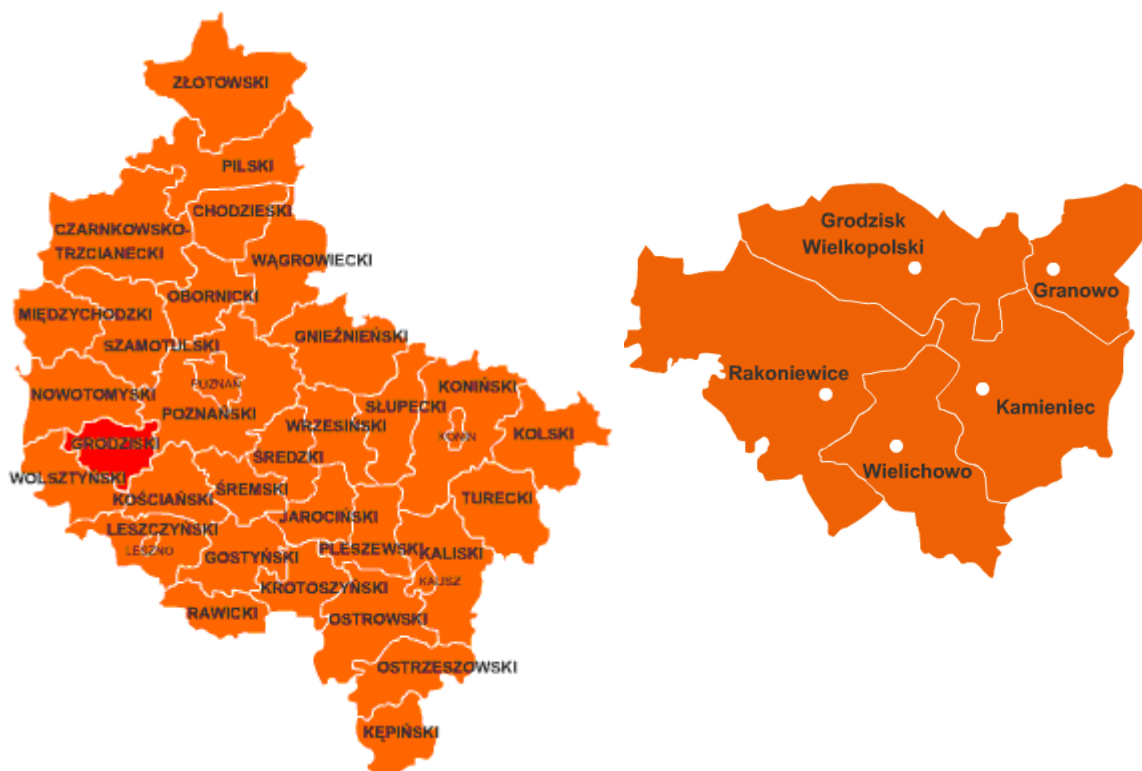 ZŁOTOWSKI
PILSKI
CHODZIESKI
CZARNKOWSKO-
TRZCIANECKI
WĄGROWIECKI
OBORNICKI
MIĘDZYCHODZKI
SZAMOTULSKI
GNIEŹNIEŃSKI
NOWOTOMYSKI
POZNAŃ
POZNAŃSKI
KONIŃSKI
SŁUPECKI
WRZESIŃSKI
KONIN
KOLSKI
GRODZISKI
ŚREDZKI
WOLSZTYŃSKI
KOŚCIAŃSKI
ŚREMSKI
TURECKI
JAROCIŃSKI
LESZCZYŃSKI
LESZNO
GOSTYŃSKI
PLESZEWSKI
KALISKI
KALISZ
KROTOSZYŃSKI
RAWICKI
OSTROWSKI
OSTRZESZOWSKI
KĘPIŃSKI
Grodzisk
Wielkopolski
Granowo
Rakoniewice
Kamieniec
Wielichowo